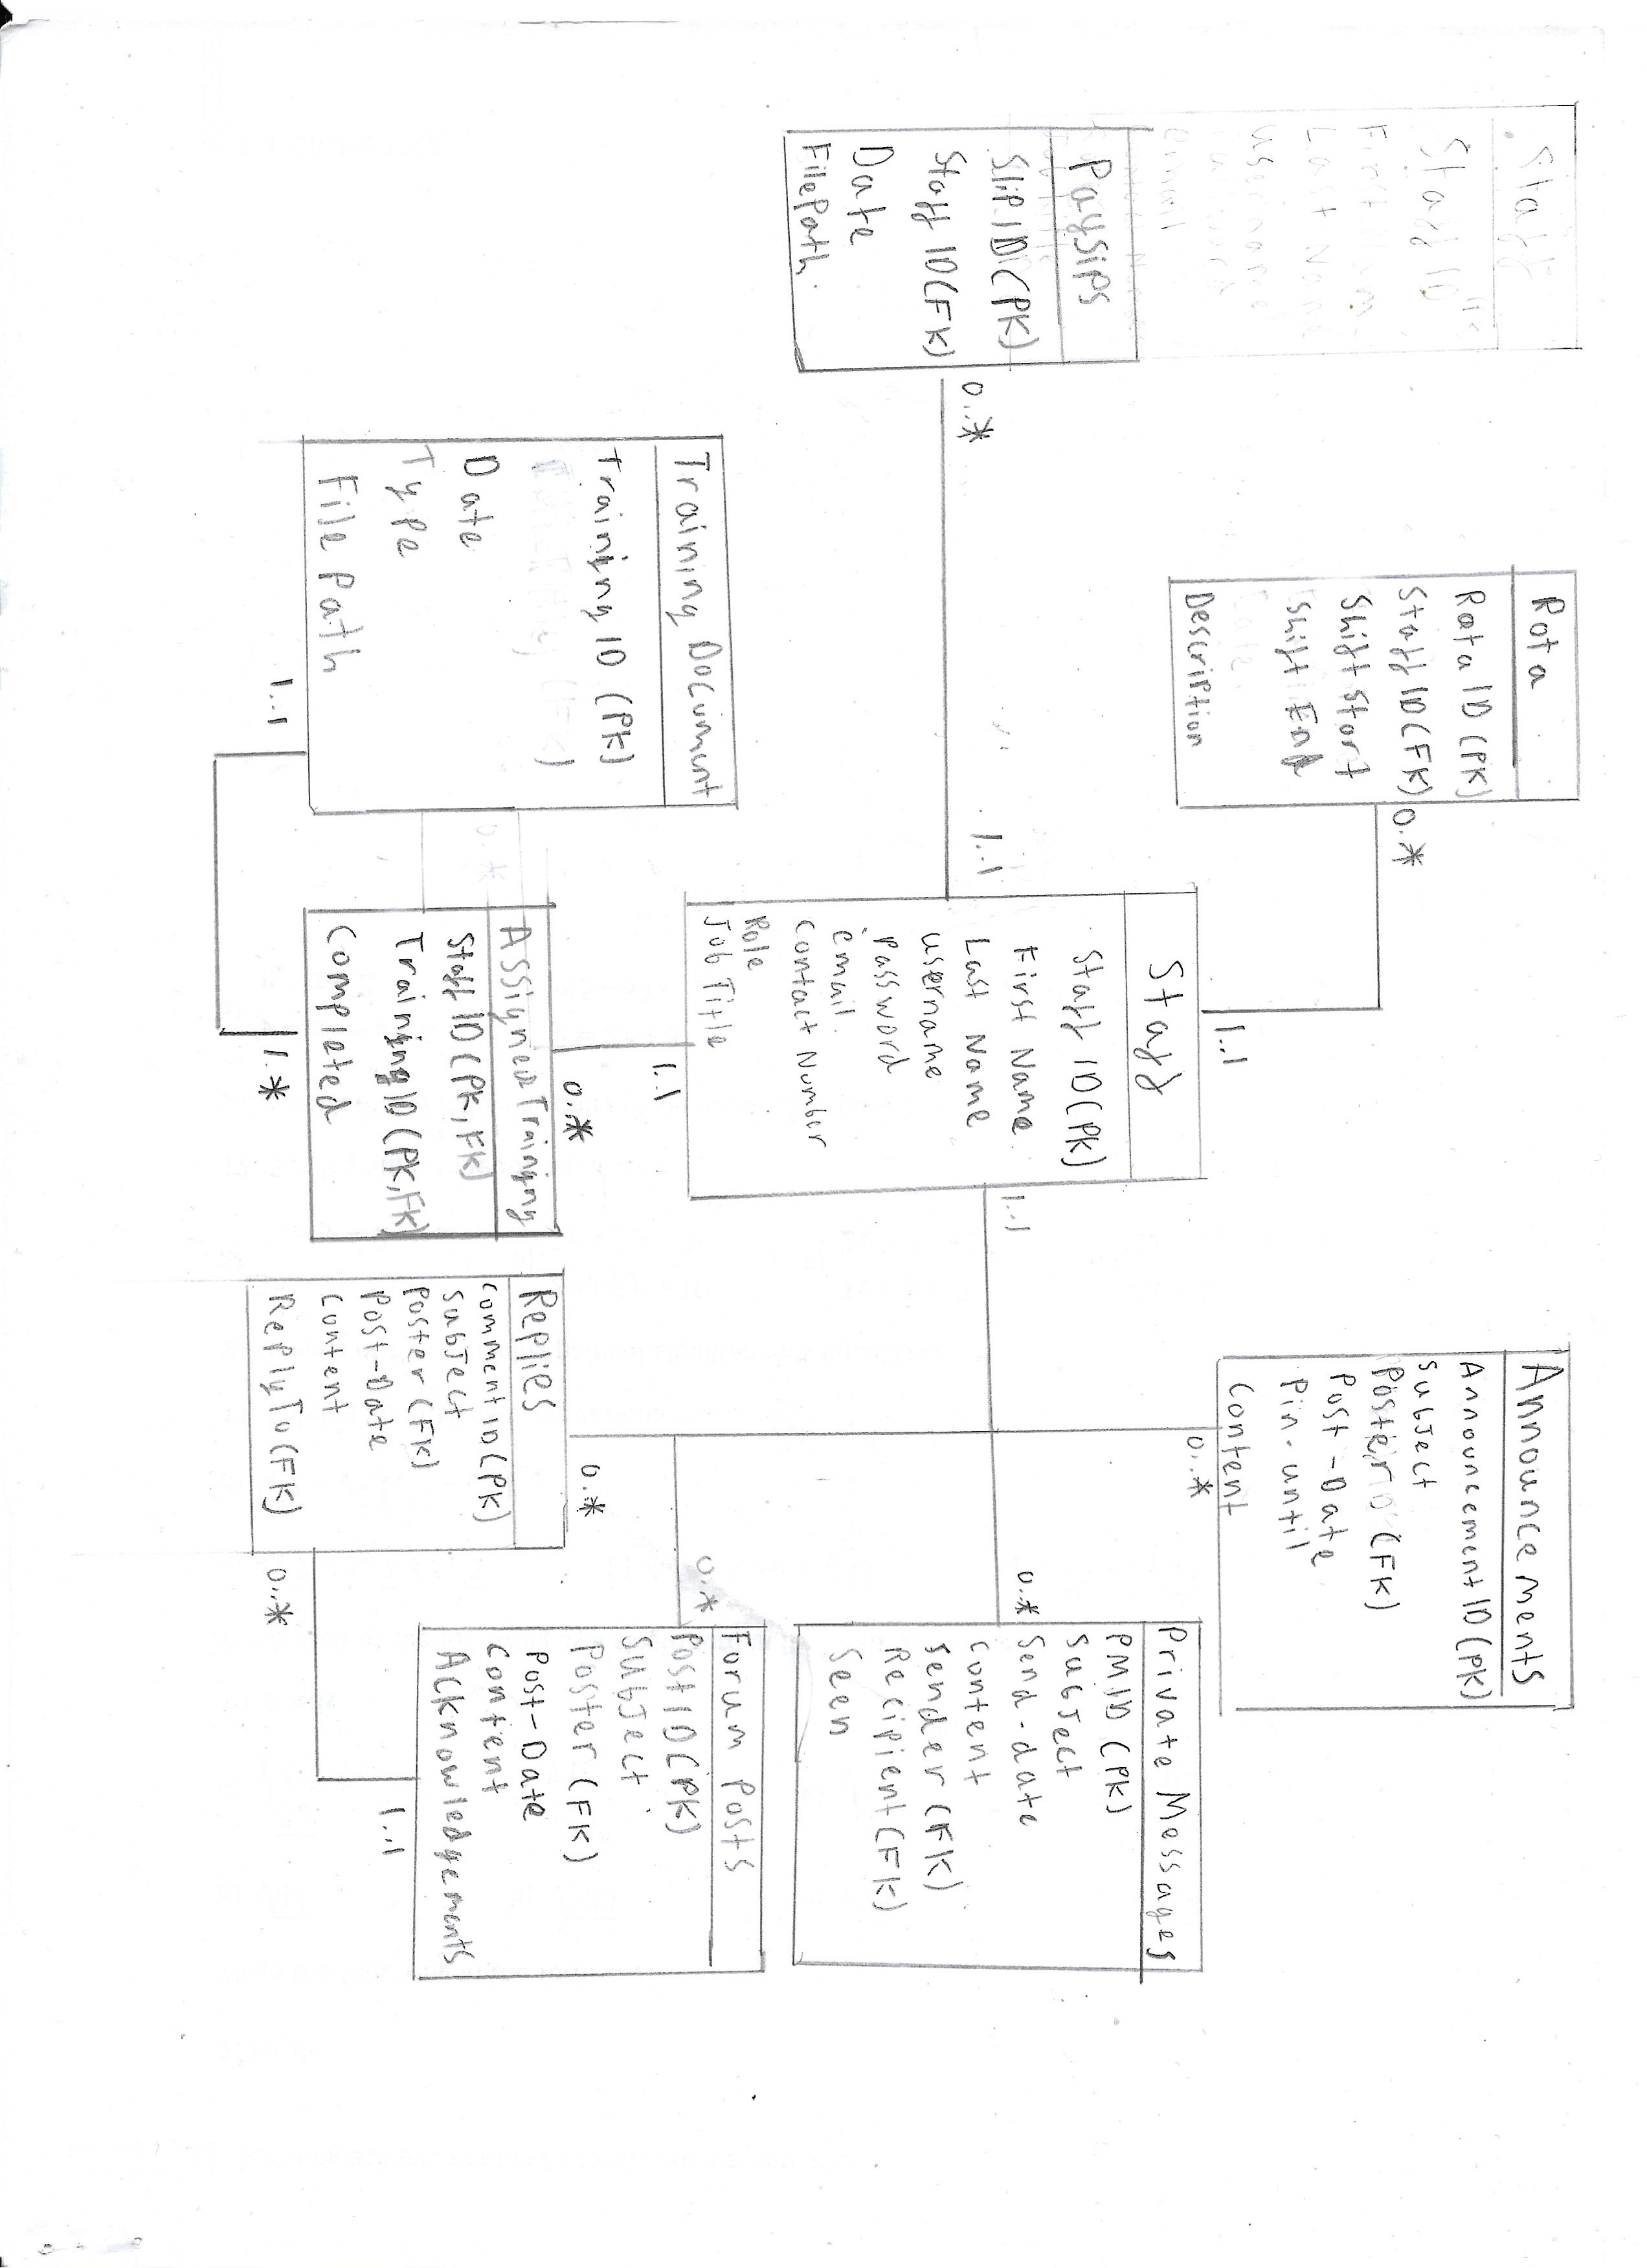 Staff
Staff ID
First Nam
Last Name
username
email
Paysips
Slip ID (PK)
Staff ID (FK)
Date
FilePath.
0..*
1..1
Rota
Rota ID (PK)
Staff ID (FK)
Shift Start
Shift End
Date.
Description
0..*
1..1
Staff
Staff ID (PK)
First Name
Last Name
username
Password
email.
Contact Number
Role
Job Title
1..1
1..1
0..*
Announcements
Announcement ID (PK)
Subject
Poster (FK)
Post-Date
Pin-until
Content
0..*
Private Messages
PMID (PK)
Subject
Send-date
Content
Sender (FK)
Recipient (FK)
Seen
0..*
Forum Posts
Post ID (PK)
Subject
Poster (FK)
Post-Date
Content
Acknowledgements
0..*
1..1
Training Document
Training ID (PK)
Date
Type
File Path
1..1
0..*
Assigned Training
Staff ID (PK, FK)
Training ID (PK, FK)
Completed
1.*
0..*
Replies
Comment ID (PK)
Subject
Poster (FK)
Post-Date
Content
ReplyTo (FK)
0..*